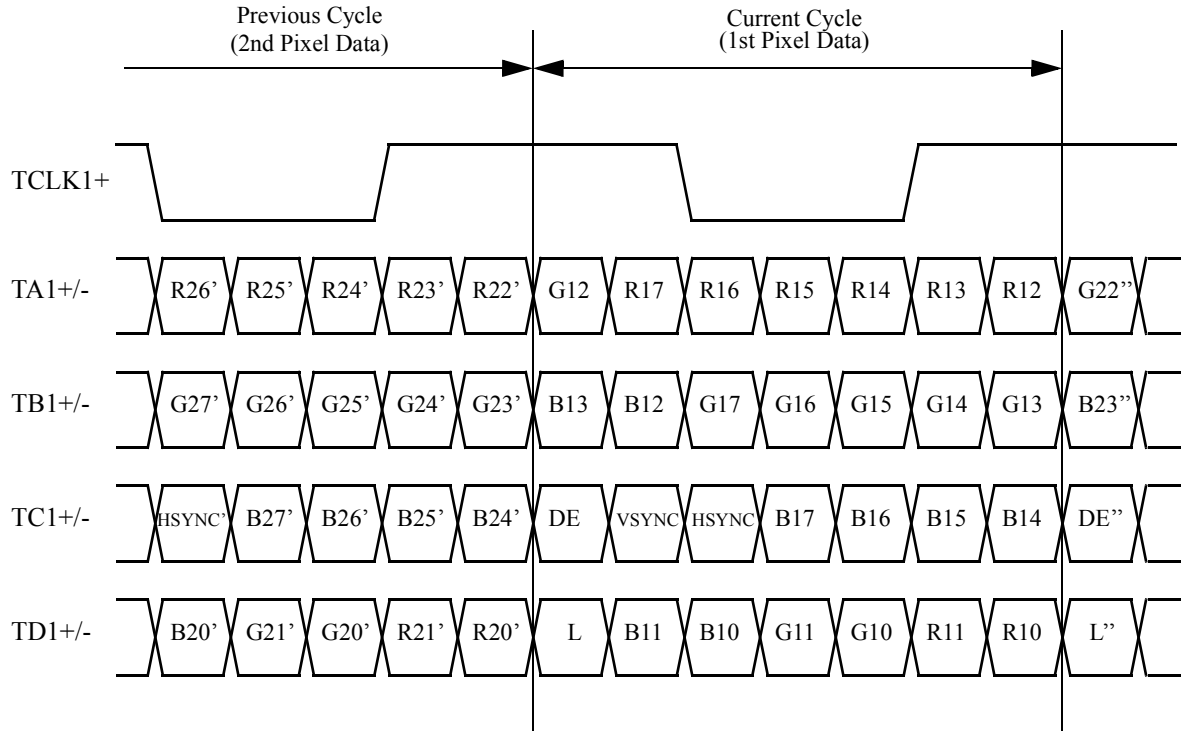 Previous Cycle
(2nd Pixel Data)
Current Cycle
(1st Pixel Data)
TCLK1+
TA1+/- R26’ R25’ R24’ R23’ R22’ G12 R17 R16 R15 R14 R13 R12 G22’’
TB1+/- G27’ G26’ G25’ G24’ G23’ B13 B12 G17 G16 G15 G14 G13 B23’’
TC1+/- HSYNC’ B27’ B26’ B25’ B24’ DE VSYNC HSYNC B17 B16 B15 B14 DE’’
TD1+/- B20’ G21’ G20’ R21’ R20’ L B11 B10 G11 G10 R11 R10 L’’